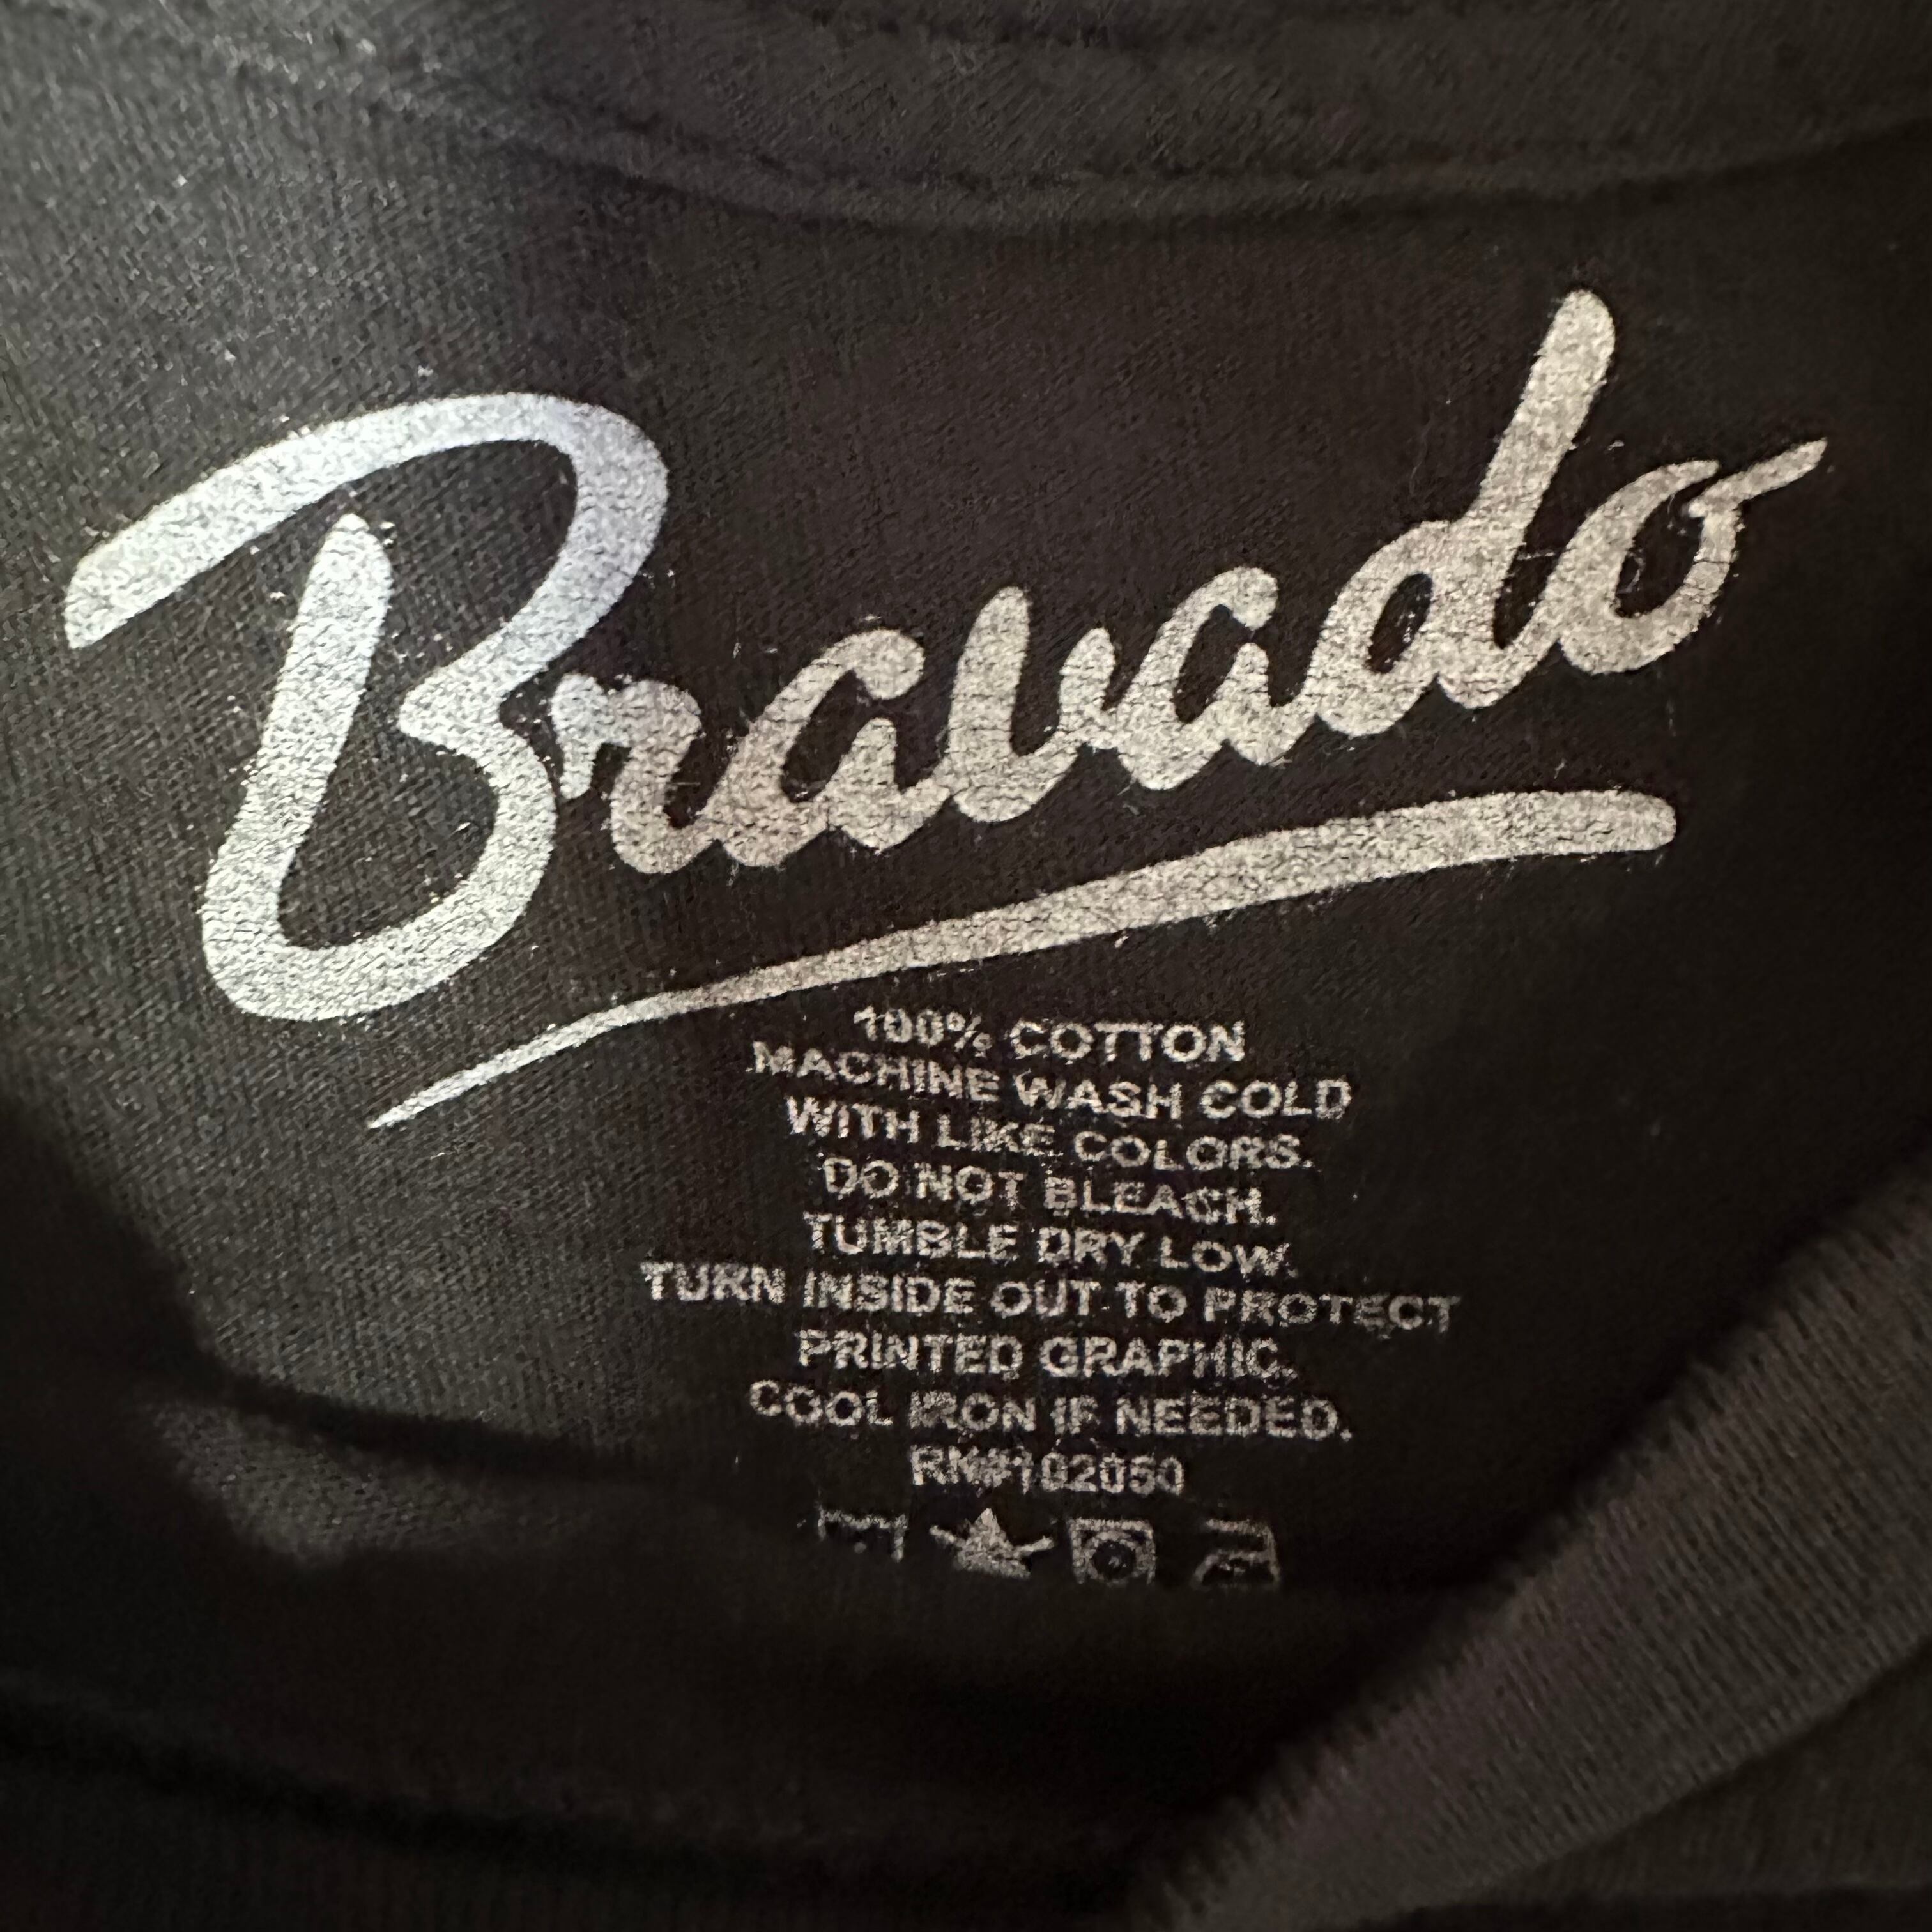 Bravado
100% COTTON
MACHINE WASH COLD
WITH LIKE COLORS.
DO NOT BLEACH.
TUMBLE DRY LOW.
TURN INSIDE OUT TO PROTECT
PRINTED GRAPHIC.
COOL IRON IF NEEDED.
RN#102050